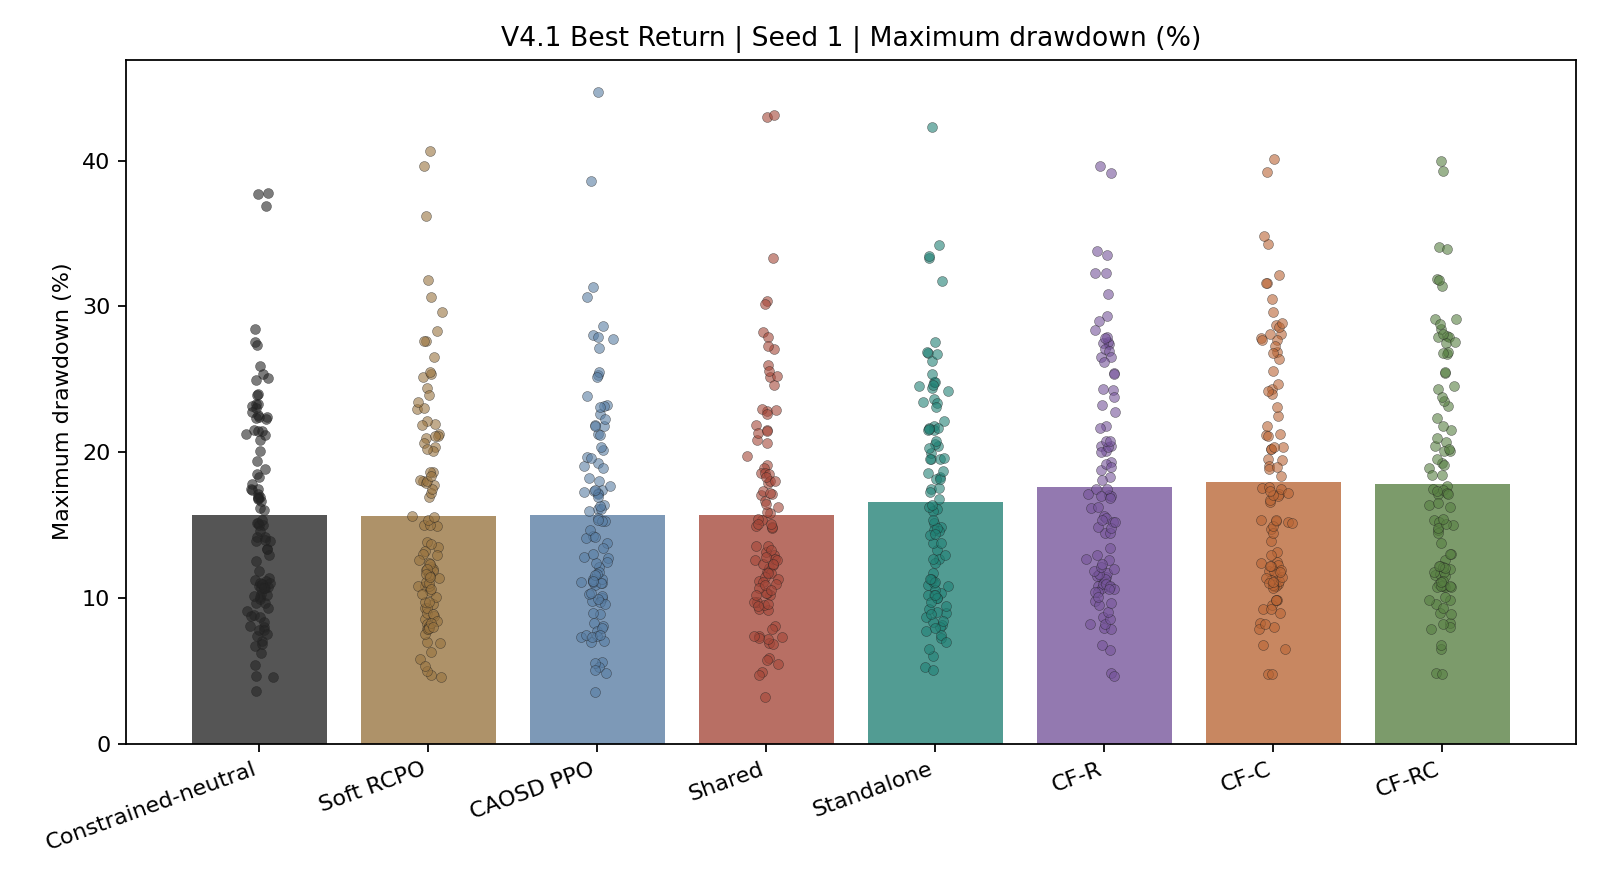 V4.1 Best Return | Seed 1 | Maximum drawdown (%)
Maximum drawdown (%)
40
30
20
10
0
Constrained-neutral
Soft RCPO
CAOSD PPO
Shared
Standalone
CF-R
CF-C
CF-RC